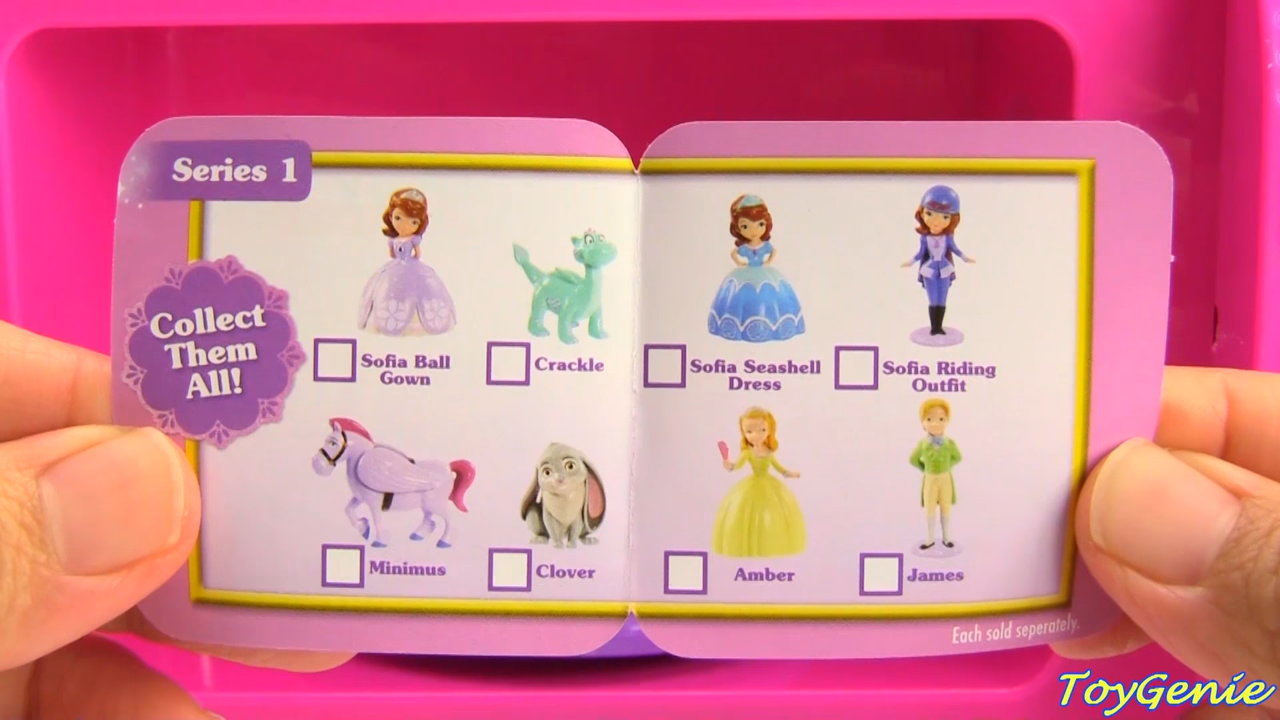 Series 1
Collect
Them
All!
Sofia Ball
Gown
Crackle
Sofia Seashell
Dress
Sofia Riding
Outfit
Minimus
Clover
Amber
James
Each sold seperately.
ToyGenie